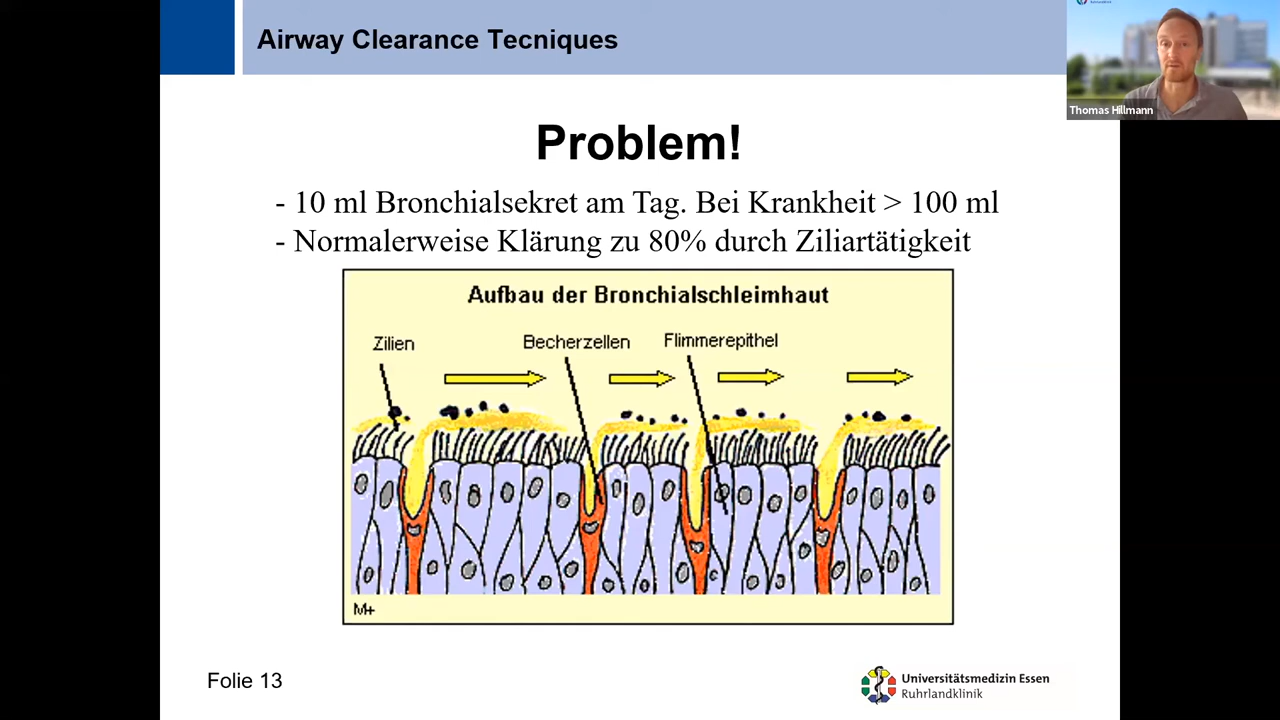 Airway Clearance Tecniques
Thomas Hillmann
Problem!
- 10 ml Bronchialsekret am Tag. Bei Krankheit > 100 ml
- Normalerweise Klärung zu 80% durch Ziliartätigkeit
Aufbau der Bronchialschleimhaut
Zilien
Becherzellen
Flimmerepithel
M+
Folie 13
Universitätsmedizin Essen
Ruhrlandklinik